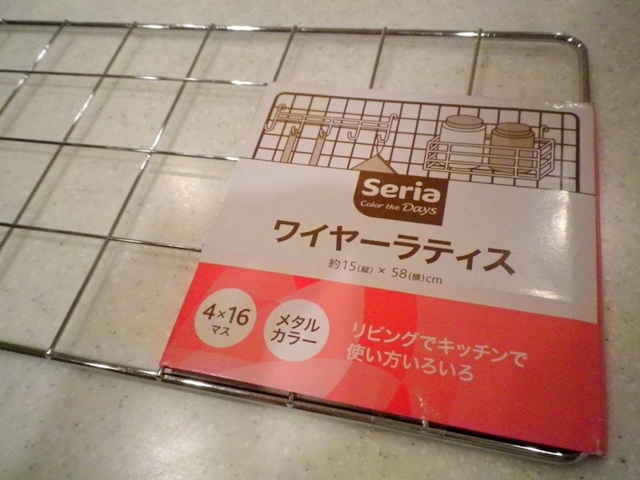 Seria
Color the Days
ワイヤーラティス
約15(縦) × 58(横)cm
4×16
マス
メタル
カラー
リビングでキッチンで
使い方いろいろ